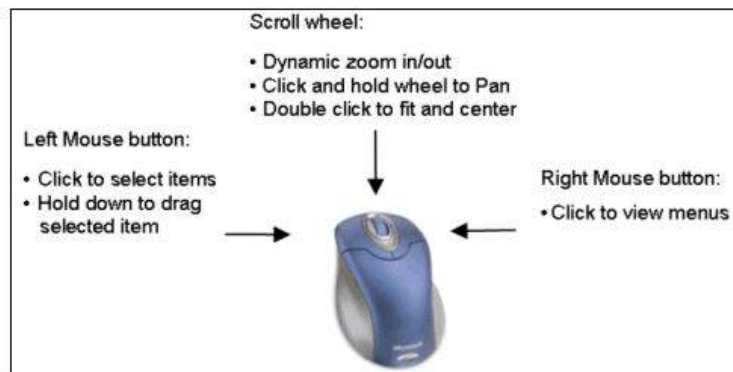 Scroll wheel:
• Dynamic zoom in/out
• Click and hold wheel to Pan
• Double click to fit and center
Left Mouse button:
• Click to select items
• Hold down to drag
selected item
Right Mouse button:
• Click to view menus
Microsoft